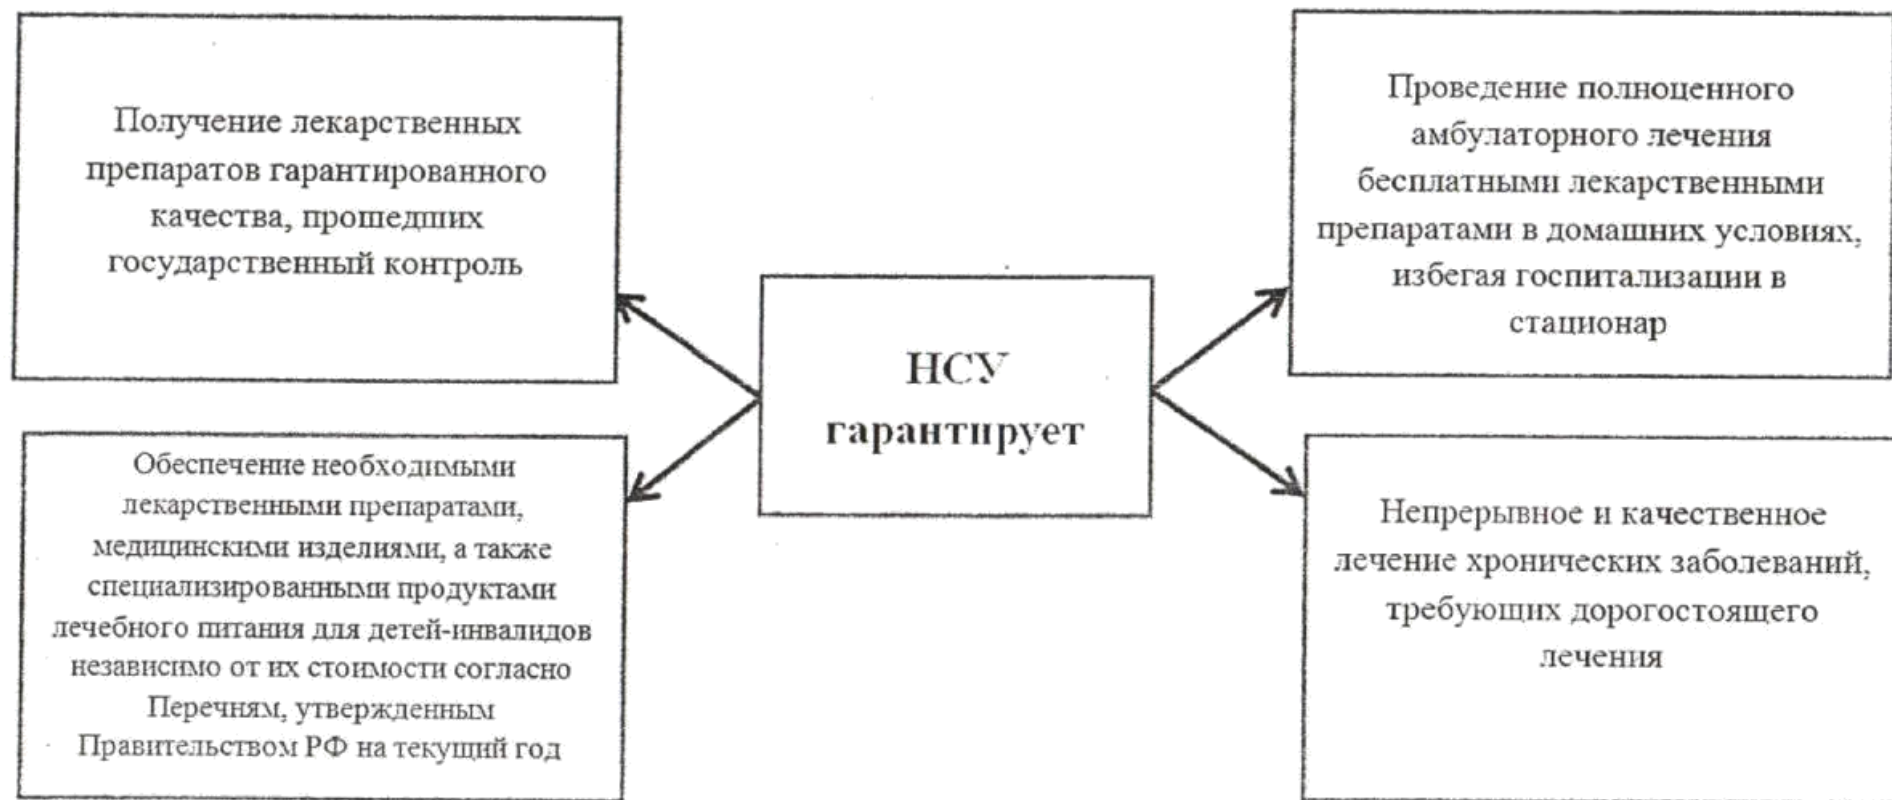 Получение лекарственных
препаратов гарантированного
качества, прошедших
государственный контроль
Проведение полноценного
амбулаторного лечения
бесплатными лекарственными
препаратами в домашних условиях,
избегая госпитализации в
стационар
НСУ
гарантирует
Обеспечение необходимыми
лекарственными препаратами,
медицинскими изделиями, а также
специализированными продуктами
лечебного питания для детей-инвалидов
независимо от их стоимости согласно
Перечням, утвержденным
Правительством РФ на текущий год
Непрерывное и качественное
лечение хронических заболеваний,
требующих дорогостоящего
лечения